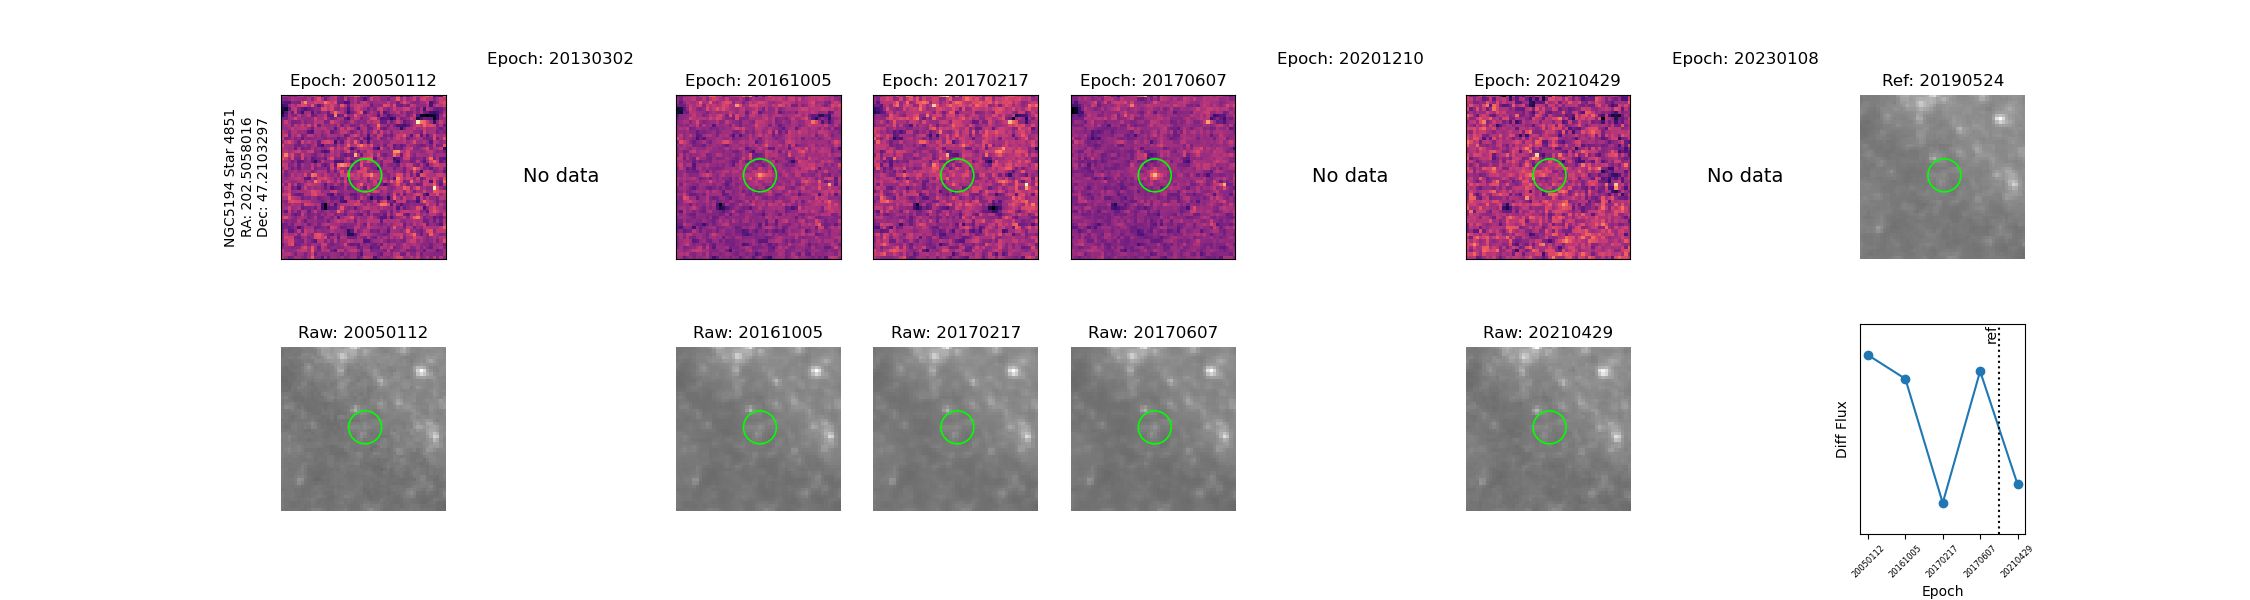 Epoch: 20130302
Epoch: 20201210
Epoch: 20230108
Epoch: 20050112
Epoch: 20161005
Epoch: 20170217
Epoch: 20170607
Epoch: 20210429
Ref: 20190524
NGC5194 Star 4851
RA: 202.5058016
Dec: 47.2103297
No data
No data
No data
Raw: 20050112
Raw: 20161005
Raw: 20170217
Raw: 20170607
Raw: 20210429
ref
Diff Flux
20050112
20161005
20170217
20170607
20210429
Epoch